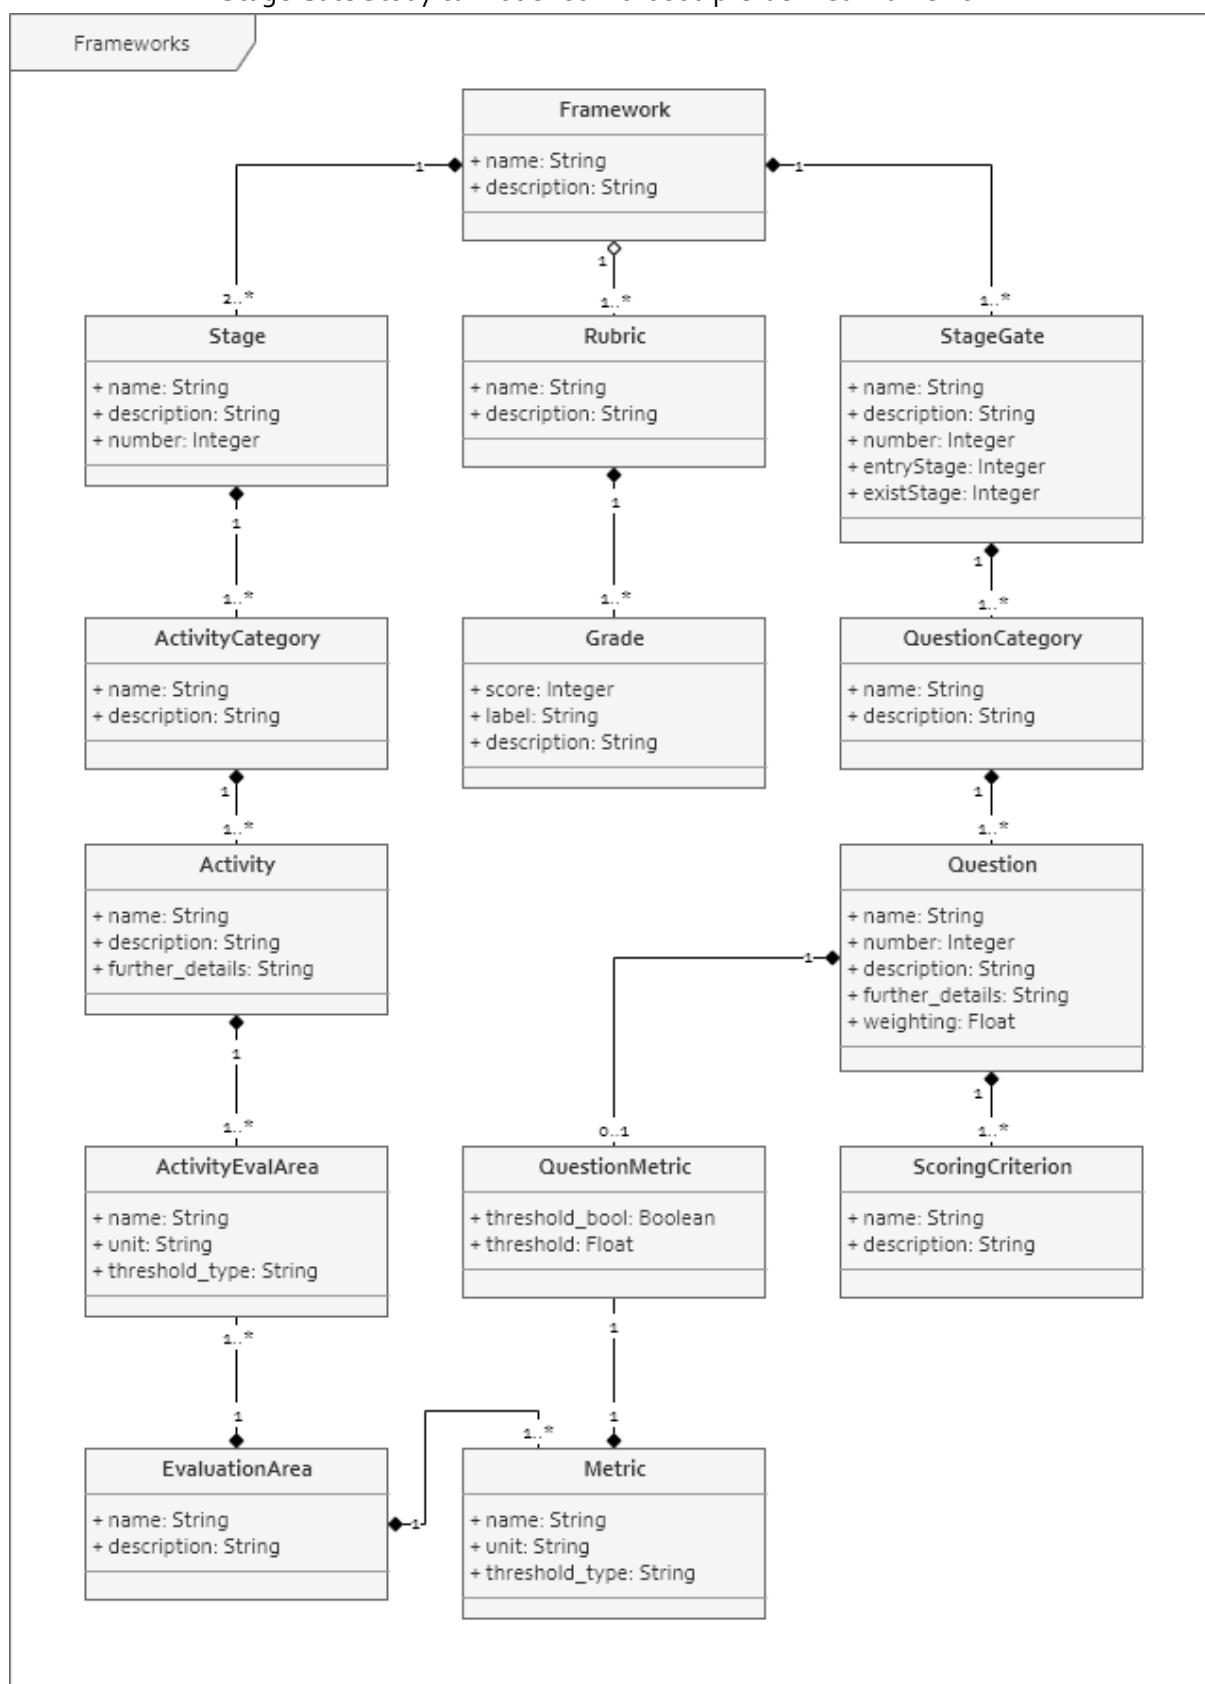 Frameworks
Framework
+ name: String
+ description: String
1
1
1
2..*
1..*
1..*
Stage
+ name: String
+ description: String
+ number: Integer
Rubric
+ name: String
+ description: String
StageGate
+ name: String
+ description: String
+ number: Integer
+ entryStage: Integer
+ existStage: Integer
1
1
1
1..*
1..*
1..*
ActivityCategory
+ name: String
+ description: String
Grade
+ score: Integer
+ label: String
+ description: String
QuestionCategory
+ name: String
+ description: String
1
1
1..*
1..*
Activity
+ name: String
+ description: String
+ further_details: String
Question
+ name: String
+ number: Integer
+ description: String
+ further_details: String
+ weighting: Float
1
1
1
1..*
0..1
1..*
ActivityEvalArea
+ name: String
+ unit: String
+ threshold_type: String
QuestionMetric
+ threshold_bool: Boolean
+ threshold: Float
ScoringCriterion
+ name: String
+ description: String
1..*
1
1
1
1..*
EvaluationArea
+ name: String
+ description: String
1
Metric
+ name: String
+ unit: String
+ threshold_type: String